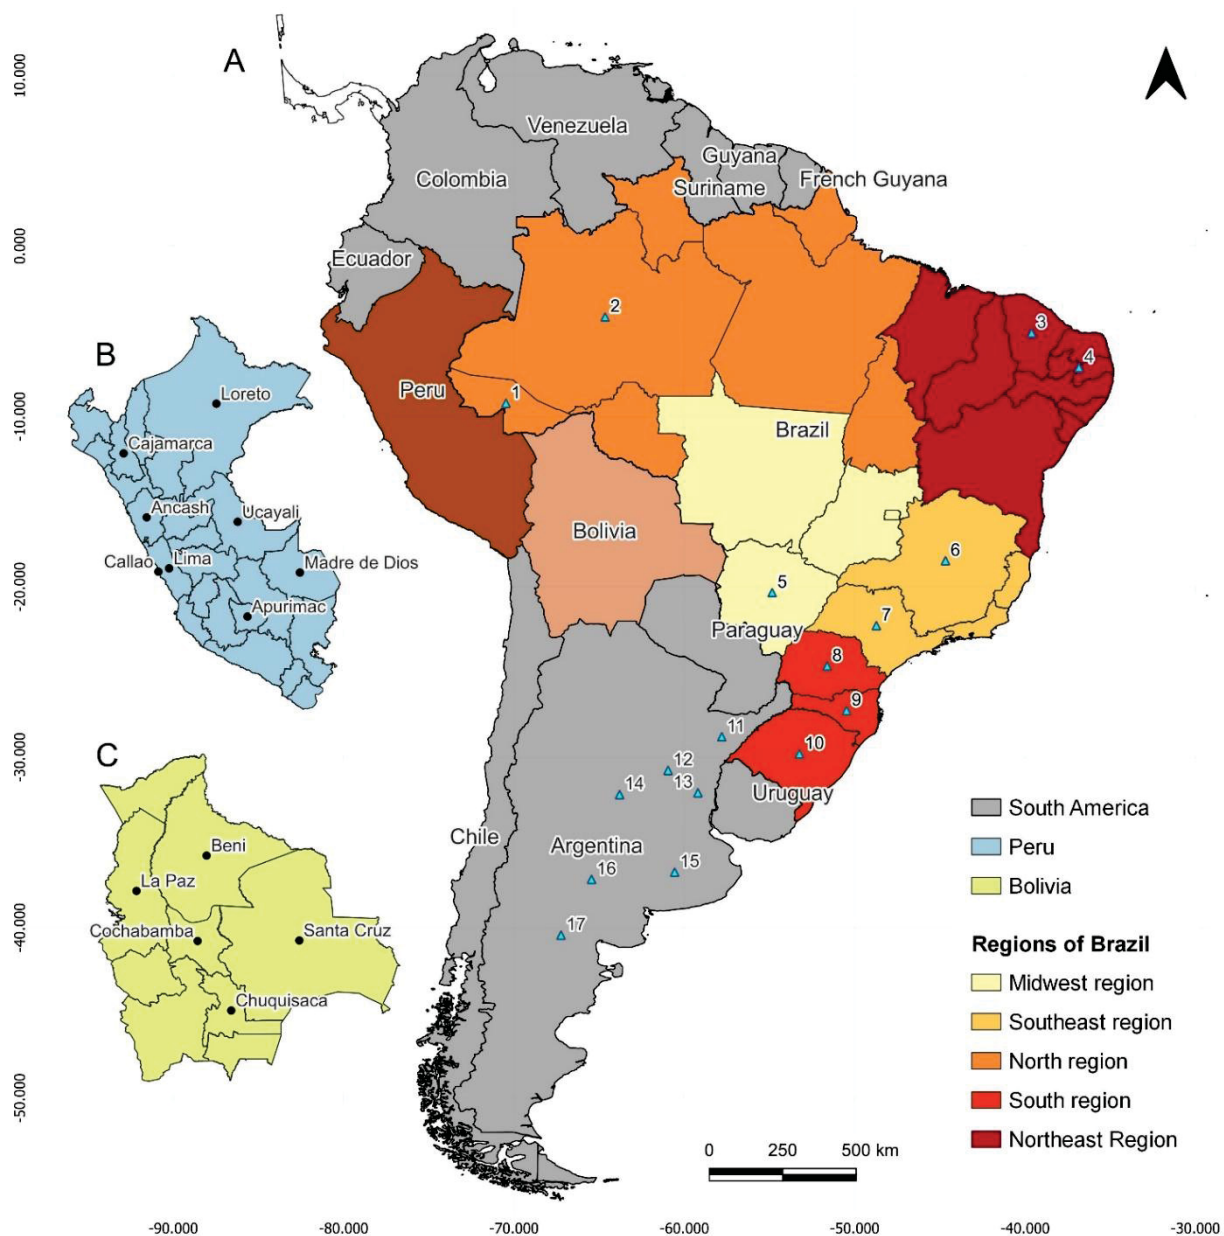 A
10.000
Venezuela
Guyana
Colombia
Suriname
French Guyana
0.000
Ecuador
2
3
B
4
Loreto
Peru
1
-10.000
Brazil
Cajamarca
Ancash
Ucayali
Bolivia
6
Callao
Lima
Madre de Dios
5
-20.000
Apurimac
Paraguay
7
8
9
11
10
C
12
-30.000
14
13
Uruguay
South America
Chile
Argentina
Peru
Beni
15
16
La Paz
Bolivia
Cochabamba
Santa Cruz
17
-40.000
Regions of Brazil
Midwest region
Chuquisaca
Southeast region
North region
South region
-50.000
Northeast Region
0
250
500 km
-90.000
-80.000
-70.000
-60.000
-50.000
-40.000
-30.000